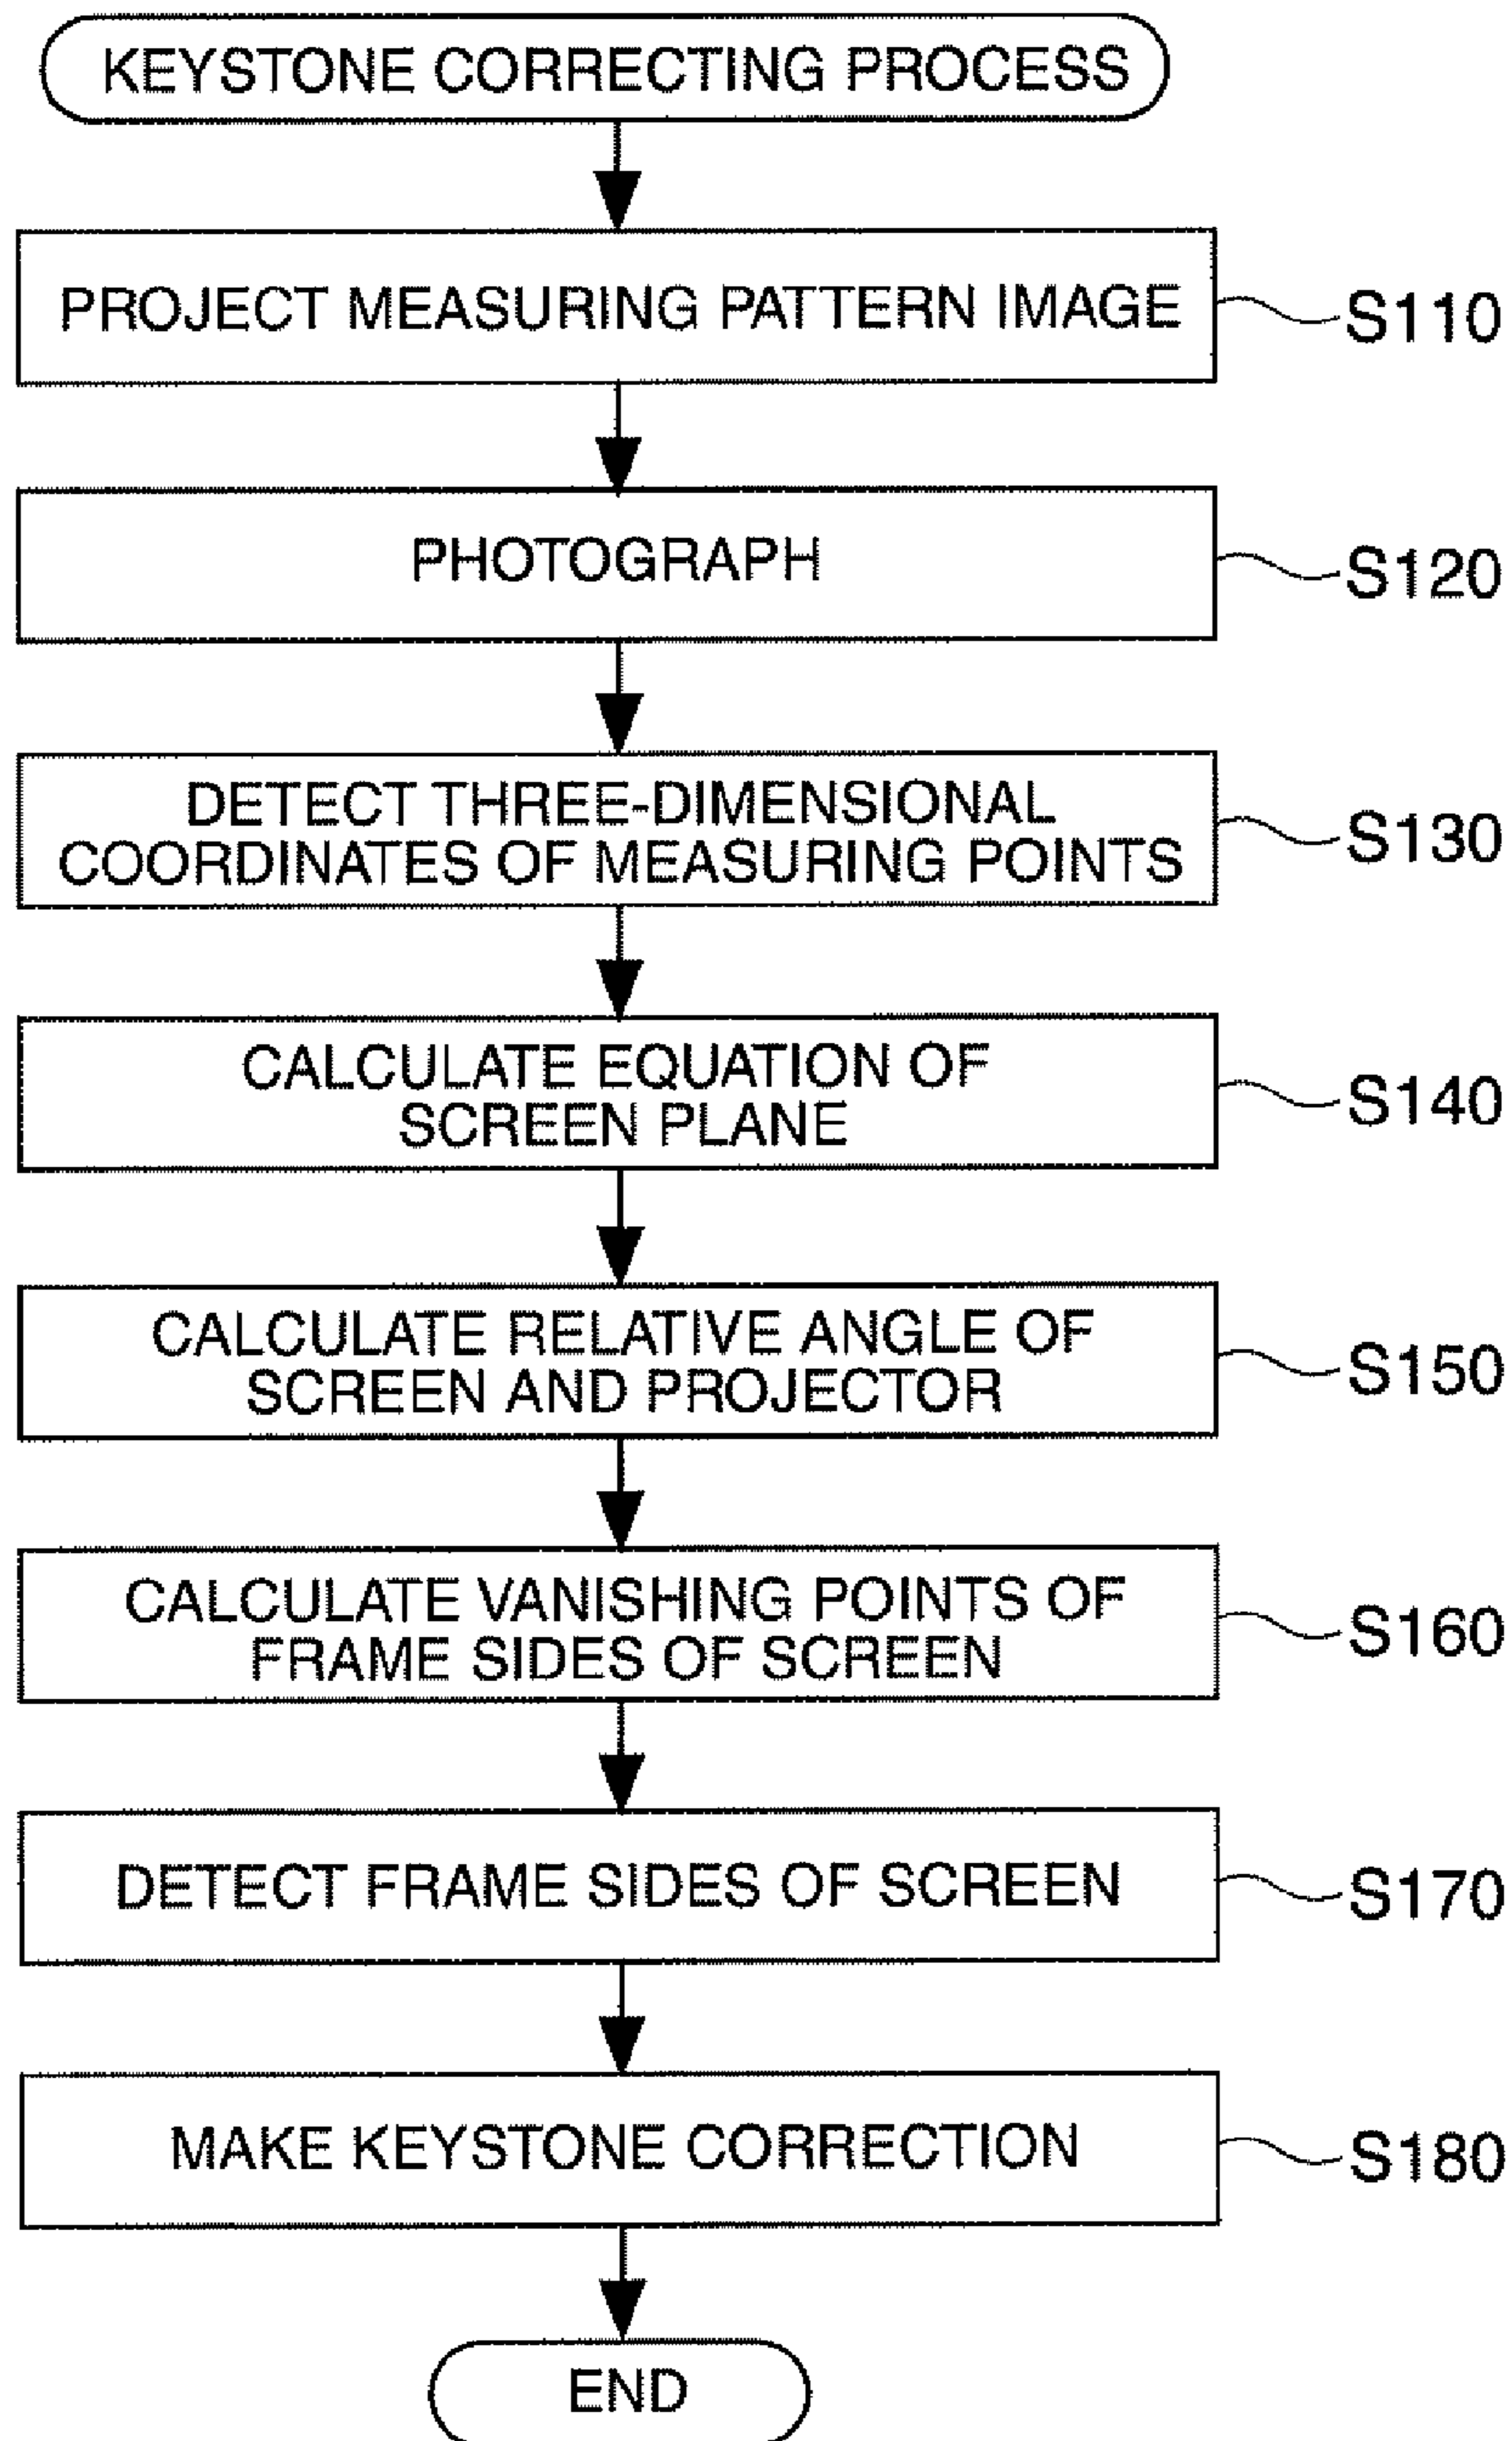 KEYSTONE CORRECTING PROCESS
PROJECT MEASURING PATTERN IMAGE
S110
PHOTOGRAPH
S120
DETECT THREE-DIMENSIONAL
COORDINATES OF MEASURING POINTS
S130
CALCULATE EQUATION OF
SCREEN PLANE
S140
CALCULATE RELATIVE ANGLE OF
SCREEN AND PROJECTOR
S150
CALCULATE VANISHING POINTS OF
FRAME SIDES OF SCREEN
S160
DETECT FRAME SIDES OF SCREEN
S170
MAKE KEYSTONE CORRECTION
S180
END